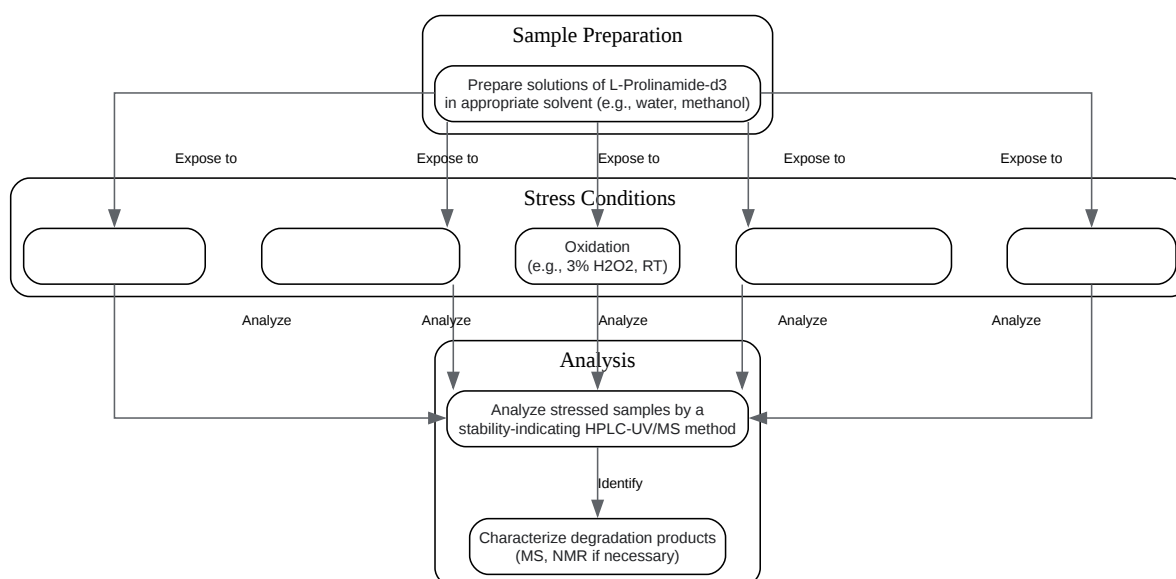 Sample Preparation
Prepare solutions of L-Prolinamide-d3
in appropriate solvent (e.g., water, methanol)
Expose to
Expose to
Expose to
Expose to
Expose to
Stress Conditions
Oxidation
(e.g., 3% H2O2, RT)
Analyze
Analyze
Analyze
Analyze
Analyze
Analysis
Analyze stressed samples by a
stability-indicating HPLC-UV/MS method
Identify
Characterize degradation products
(MS, NMR if necessary)